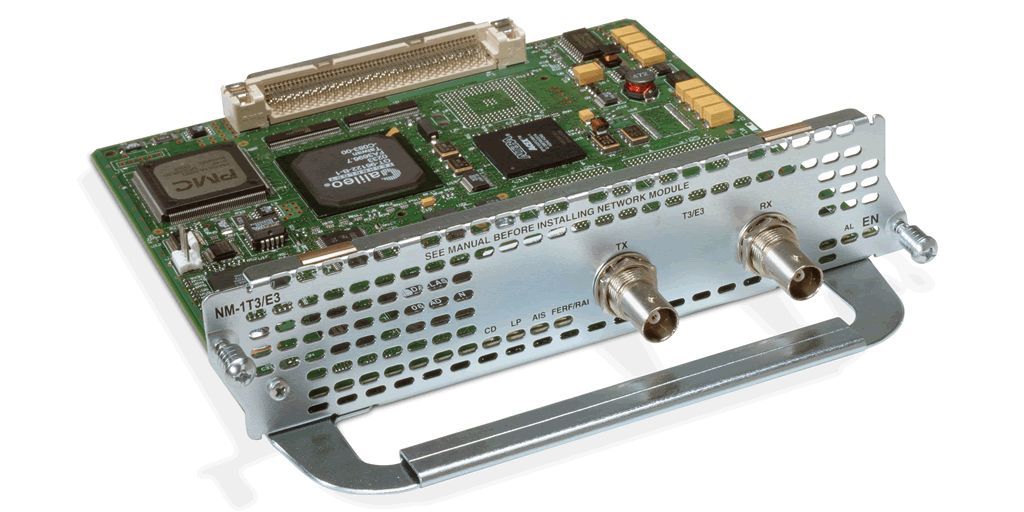 PMC
Galileo
Taiwan
SEE MANUAL BEFORE INSTALLING NETWORK MODULE
T3/E3
TX
RX
AL
EN
NM-1T3/E3
CD
LP
AIS
FERF/RAI